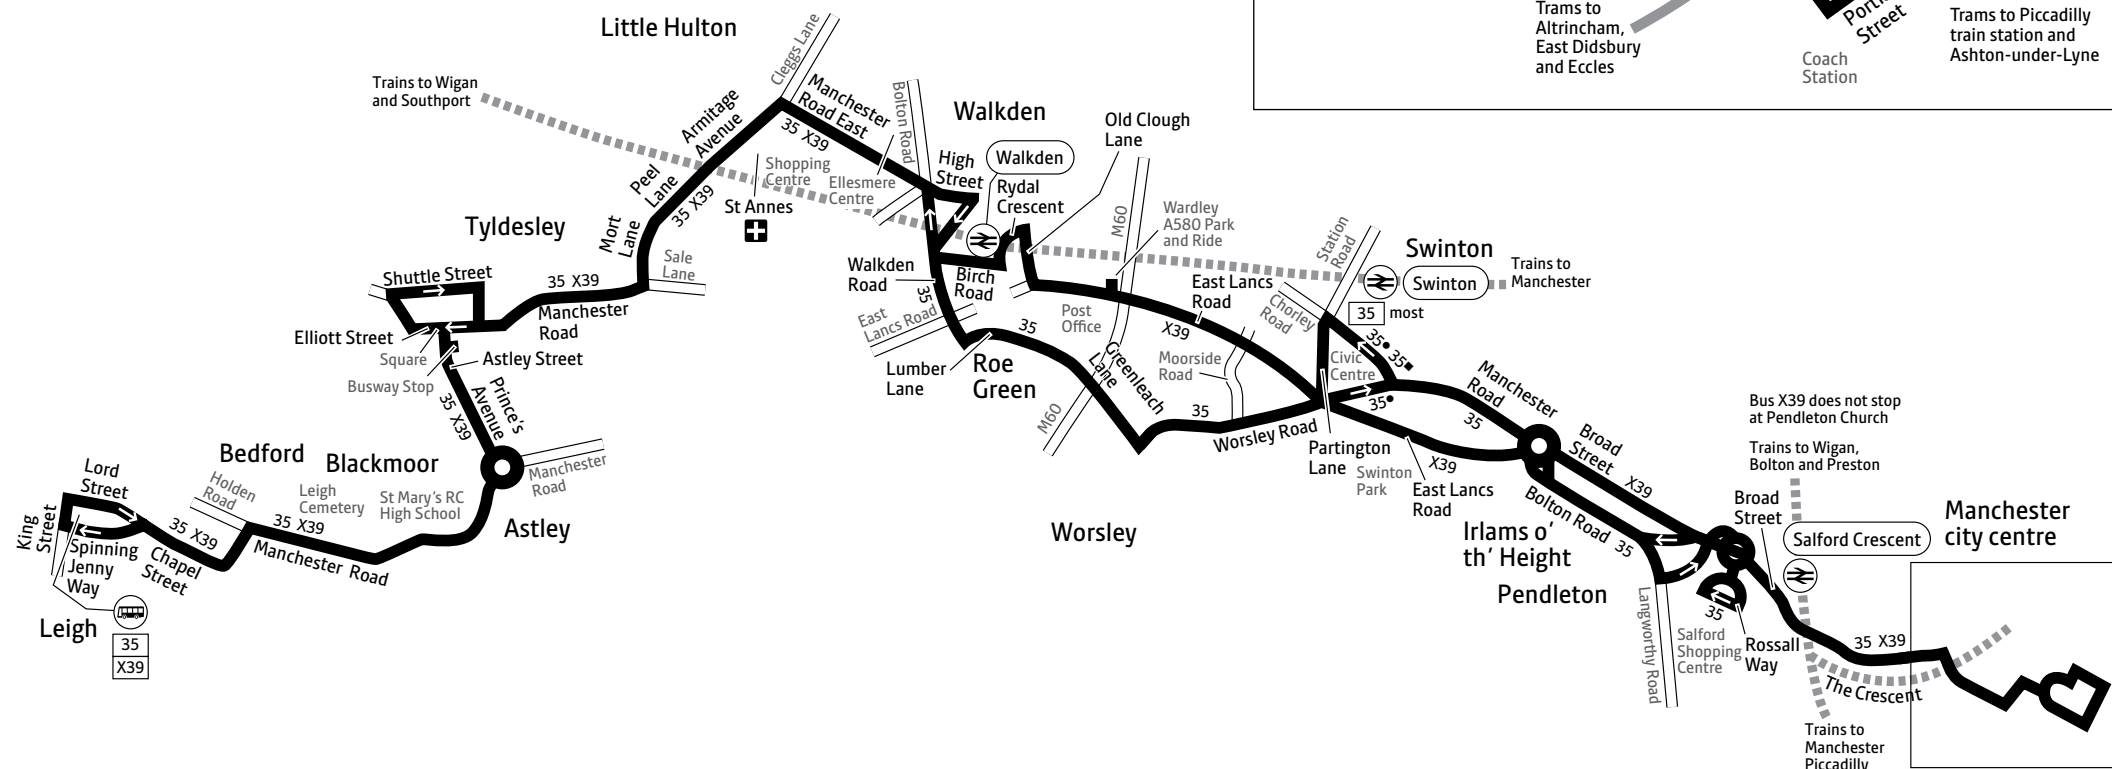 Little Hulton
Cleggs Lane
Trams to
Altrincham,
East Didsbury
and Eccles
Street
Coach
Station
Trams to Piccadilly
train station and
Ashton-under-Lyne
Trains to Wigan
and Southport
Armitage
Avenue
Manchester
Road East
35 X39
Bolton Road
Walkden
Old Clough
Lane
High
Street
Walkden
Rydal
Crescent
Shopping
Centre
Ellesmere
Centre
St Annes
Peel
Lane
35 X39
Mort
Lane
Sale
Lane
Tyldesley
Shuttle Street
35 X39
Manchester
Road
Elliott Street
Square
Busway Stop
Astley Street
Prince's
Avenue
35 X39
M60
Wardley
A580 Park
and Ride
Station
Road
Swinton
Swinton
Trains to
Manchester
35 most
Walkden
Road
Birch
Road
35
East
Lancs Road
Post
Office
East Lancs
Road
Chorley
Road
X39
35
Lumber
Lane
Roe
Green
Greenleach
Lane
M60
Moorside
Road
Civic
Centre
35● 35◆
35●
35
Worsley Road
Partington
Lane
Swinton
Park
X39
East Lancs
Road
Manchester
Road
35
Broad
Street
X39
Bus X39 does not stop
at Pendleton Church
Trains to Wigan,
Bolton and Preston
Broad
Street
Salford Crescent
Manchester
city centre
Bedford
Blackmoor
Lord
Street
Holden
Road
Leigh
Cemetery
St Mary's RC
High School
Manchester
Road
Astley
King
Street
Spinning
Jenny
Way
35 X39
Chapel
Street
35 X39
Manchester Road
Leigh
35
X39
Worsley
Irlams o'
th' Height
Bolton Road
35
Pendleton
Langworthy Road
35
Salford
Shopping
Centre
Rossall
Way
35 X39
The Crescent
Trains to
Manchester
Piccadilly